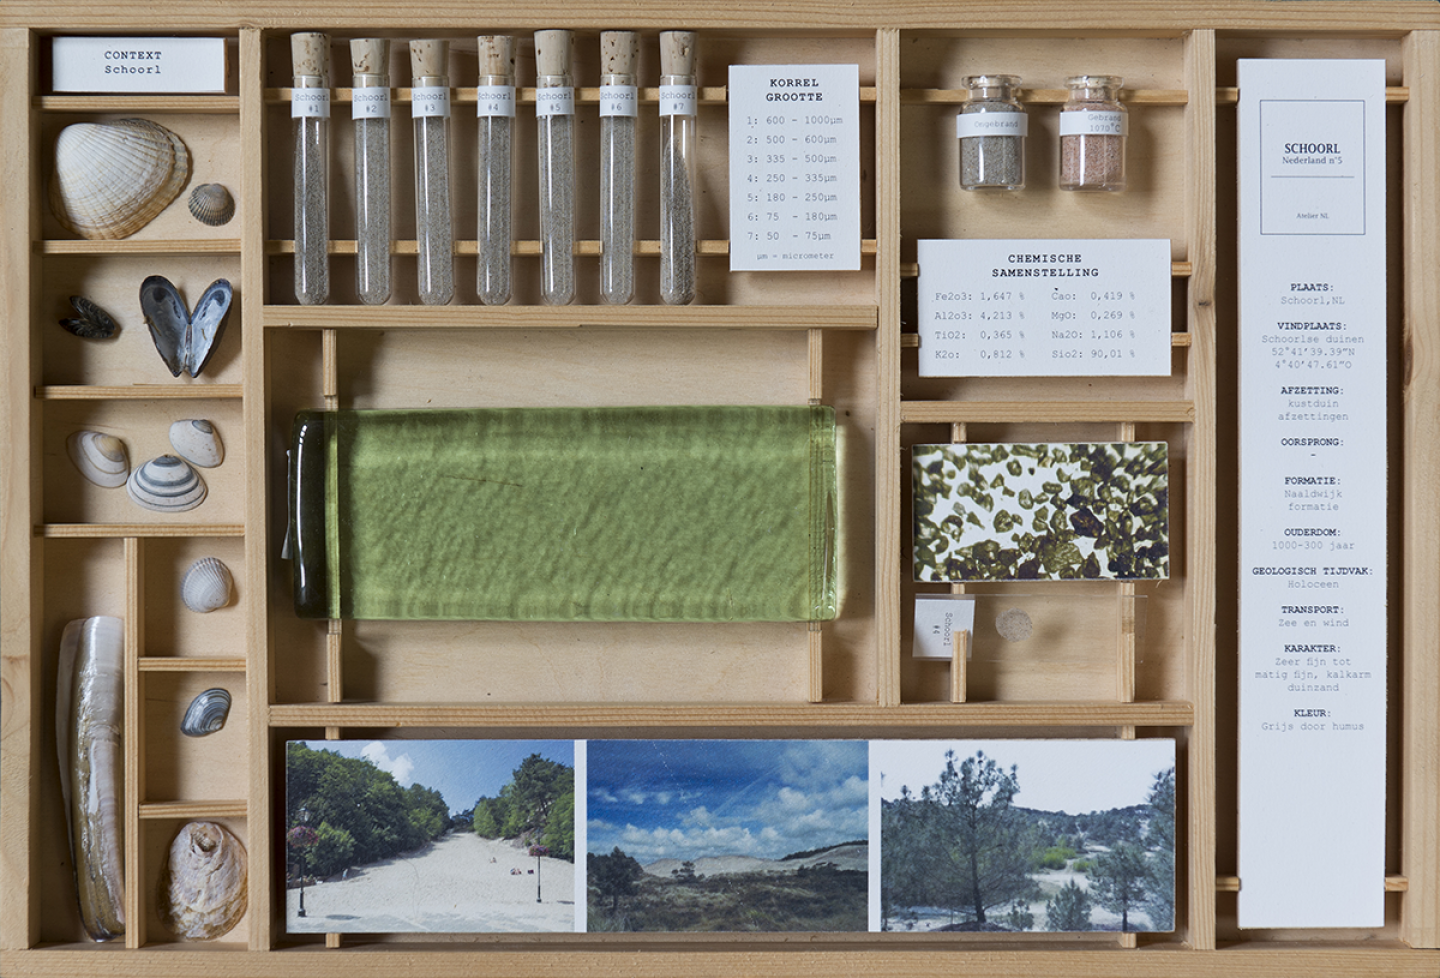 CONTEXT
Schoorl
Schoorl
#1
Schoorl
#2
Schoorl
#3
Schoorl
#4
Schoorl
#5
Schoorl
#6
Schoorl
#7
KORREL
GROOTTE
1: 600 - 1000µm
2: 500 - 600µm
3: 335 - 500µm
4: 250 - 335µm
5: 180 - 250µm
6: 75 - 180µm
7: 50 - 75µm
µm = micrometer
Ongebrand
Gebrand
1070°C
CHEMISCHE
SAMENSTELLING
Fe2o3: 1,647 % Cao: 0,419 %
Al2o3: 4,213 % MgO: 0,269 %
TiO2: 0,365 % Na2O: 1,106 %
K2o: 0,812 % Sio2: 90,01 %
Schoorl
#4
SCHOORL
Nederland n°5
Atelier NL
PLAATS:
Schoorl,NL
VINDPLAATS:
Schoorlse duinen
52°41'39.39"N
4°40'47.61"O
AFZETTING:
kustduin
afzettingen
OORSPRONG:
-
FORMATIE:
Naaldwijk
formatie
OUDERDOM:
1000-300 jaar
GEOLOGISCH TIJDVAK:
Holoceen
TRANSPORT:
Zee en wind
KARAKTER:
Zeer fijn tot
matig fijn, kalkarm
duinzand
KLEUR:
Grijs door humus